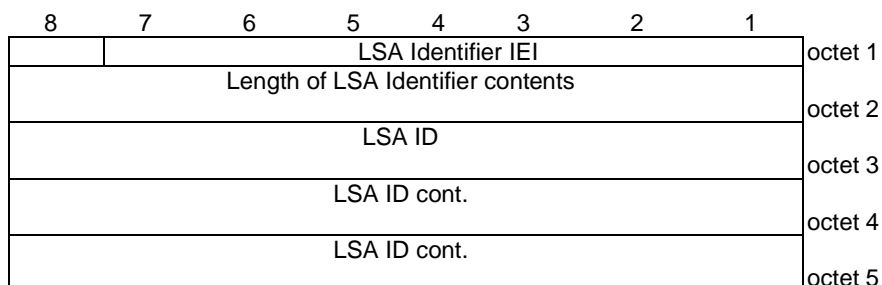 8 7 6 5 4 3 2 1
LSA Identifier IEI octet 1
Length of LSA Identifier contents
octet 2
LSA ID
octet 3
LSA ID cont.
octet 4
LSA ID cont.
octet 5